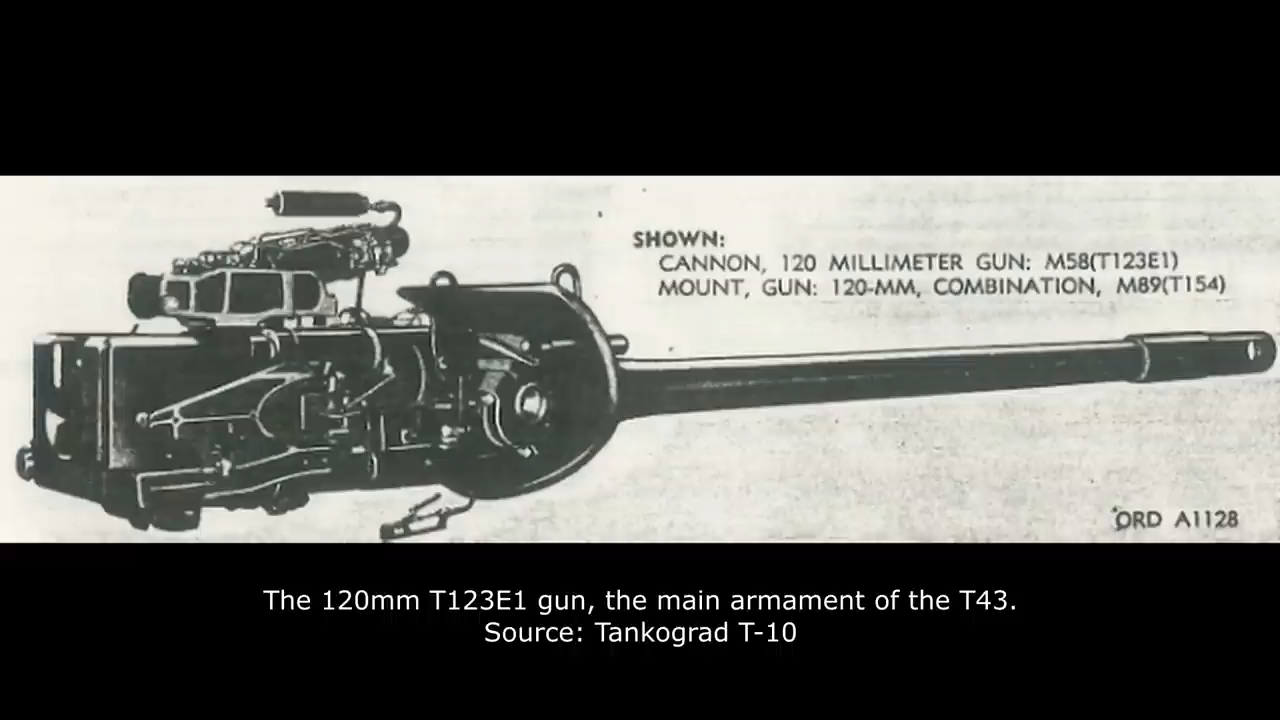 SHOWN:
CANNON, 120 MILLIMETER GUN: M58(T123E1)
MOUNT, GUN: 120-MM, COMBINATION, M89(T154)
ORD A1128
The 120mm T123E1 gun, the main armament of the T43.
Source: Tankograd T-10